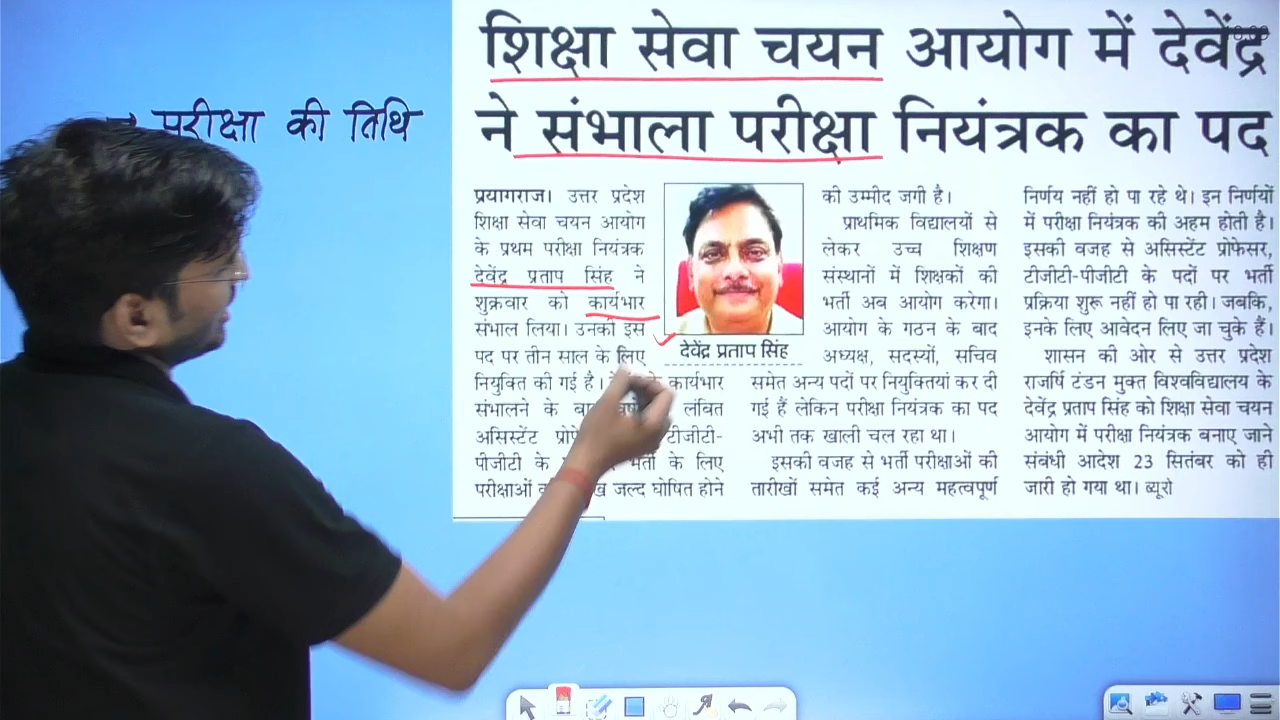 परीक्षा की तिथि
शिक्षा सेवा चयन आयोग में देवेंद्र
ने संभाला परीक्षा नियंत्रक का पद
प्रयागराज। उत्तर प्रदेश
शिक्षा सेवा चयन आयोग
के प्रथम परीक्षा नियंत्रक
देवेंद्र प्रताप सिंह ने
शुक्रवार को कार्यभार
संभाल लिया। उनकी इस
पद पर तीन साल के लिए
नियुक्ति की गई है। के कार्यभार
संभालने के लंबित
असिस्टेंट टीजीटी-
पीजीटी के भर्ती के लिए
परीक्षाओं जल्द घोषित होने
देवेंद्र प्रताप सिंह
की उम्मीद जगी है।
प्राथमिक विद्यालयों से
लेकर उच्च शिक्षण
संस्थानों में शिक्षकों की
भर्ती अब आयोग करेगा।
आयोग के गठन के बाद
अध्यक्ष, सदस्यों, सचिव
समेत अन्य पदों पर नियुक्तियां कर दी
गई हैं लेकिन परीक्षा नियंत्रक का पद
अभी तक खाली चल रहा था।
इसकी वजह से भर्ती परीक्षाओं की
तारीखों समेत कई अन्य महत्वपूर्ण
निर्णय नहीं हो पा रहे थे। इन निर्णयों
में परीक्षा नियंत्रक की अहम होती है।
इसकी वजह से असिस्टेंट प्रोफेसर,
टीजीटी-पीजीटी के पदों पर भर्ती
प्रक्रिया शुरू नहीं हो पा रही। जबकि,
इनके लिए आवेदन लिए जा चुके हैं।
शासन की ओर से उत्तर प्रदेश
राजर्षि टंडन मुक्त विश्वविद्यालय के
देवेंद्र प्रताप सिंह को शिक्षा सेवा चयन
आयोग में परीक्षा नियंत्रक बनाए जाने
संबंधी आदेश 23 सितंबर को ही
जारी हो गया था। ब्यूरो